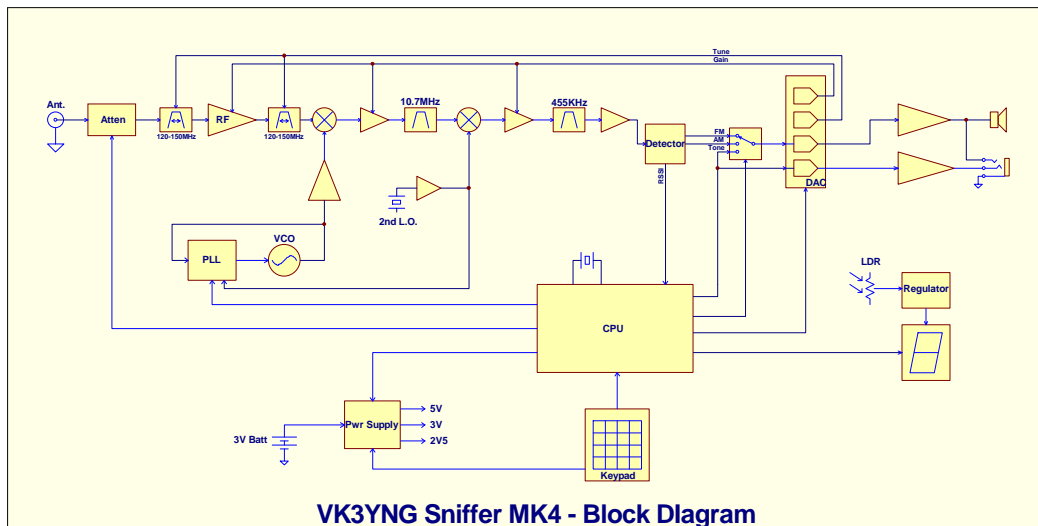 Tune
Gain
Ant.
10.7MHz
455KHz
Atten
RF
120-150MHz
120-150MHz
FM
AM
Tone
Detector
RSSI
DAC
2nd L.O.
VCO
PLL
LDR
Regulator
CPU
5V
Pwr Supply
3V
3V Batt
2V5
Keypad
VK3YNG Sniffer MK4 - Block DIagram